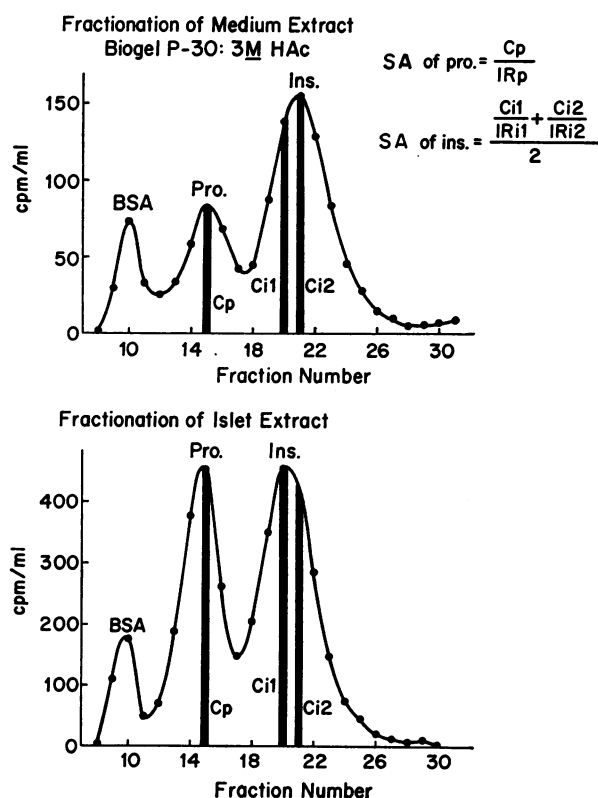 Fractionation of Medium Extract
Biogel P-30: 3M HAc
SA of pro. = Cp / IRp
SA of ins. = Ci1 / IRi1 + Ci2 / IRi2
2
cpm/ml
150
100
50
0
BSA
Pro.
Ins.
Cp
Ci1
Ci2
10 14 18 22 26 30
Fraction Number
Fractionation of Islet Extract
cpm/ml
400
300
200
100
0
BSA
Pro.
Ins.
Cp
Ci1
Ci2
10 14 18 22 26 30
Fraction Number